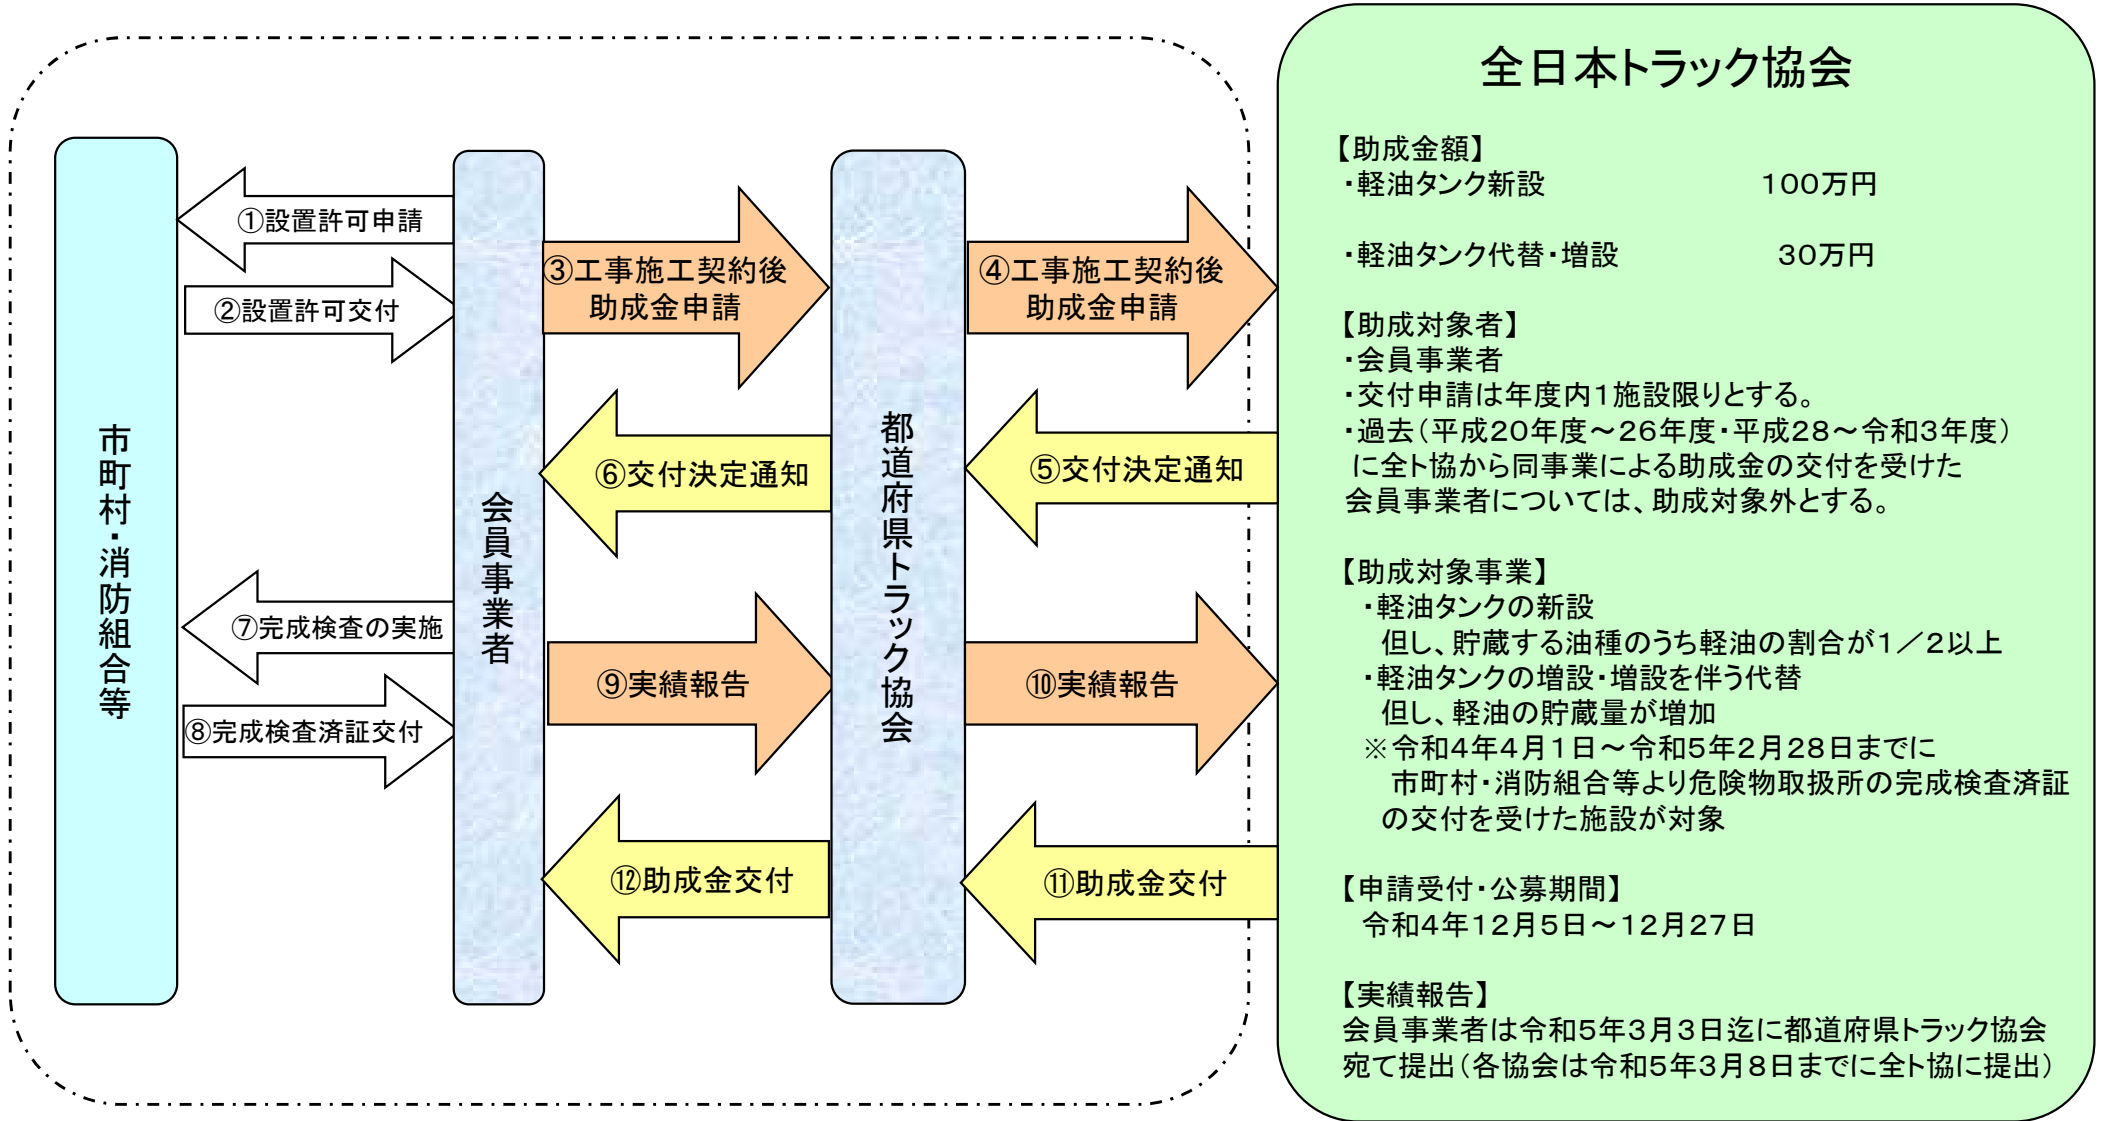 市町村・消防組合等
①設置許可申請
②設置許可交付
⑦完成検査の実施
⑧完成検査済証交付
会員事業者
③工事施工契約後
助成金申請
⑥交付決定通知
⑨実績報告
⑫助成金交付
都道府県トラック協会
④工事施工契約後
助成金申請
⑤交付決定通知
⑩実績報告
⑪助成金交付
全日本トラック協会
【助成金額】
・軽油タンク新設　　　　　　　　１００万円
・軽油タンク代替・増設　　　　　　３０万円
【助成対象者】
・会員事業者
・交付申請は年度内１施設限りとする。
・過去（平成２０年度～２６年度・平成２８～令和３年度）
に全ト協から同事業による助成金の交付を受けた
会員事業者については、助成対象外とする。
【助成対象事業】
・軽油タンクの新設
但し、貯蔵する油種のうち軽油の割合が１／２以上
・軽油タンクの増設・増設を伴う代替
但し、軽油の貯蔵量が増加
※令和４年４月１日～令和５年２月２８日までに
市町村・消防組合等より危険物取扱所の完成検査済証
の交付を受けた施設が対象
【申請受付・公募期間】
令和４年１２月５日～１２月２７日
【実績報告】
会員事業者は令和５年３月３日迄に都道府県トラック協会
宛て提出（各協会は令和５年３月８日までに全ト協に提出）